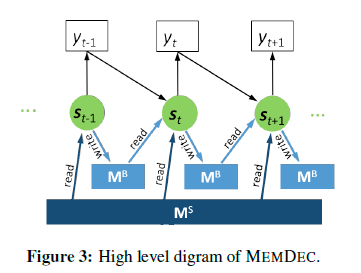 y_{t-1} y_t y_{t+1}
... s_{t-1} s_t s_{t+1} ...
read write read write read write
read M^B read M^B read M^B
M^S
Figure 3: High level digram of MEMDEC.